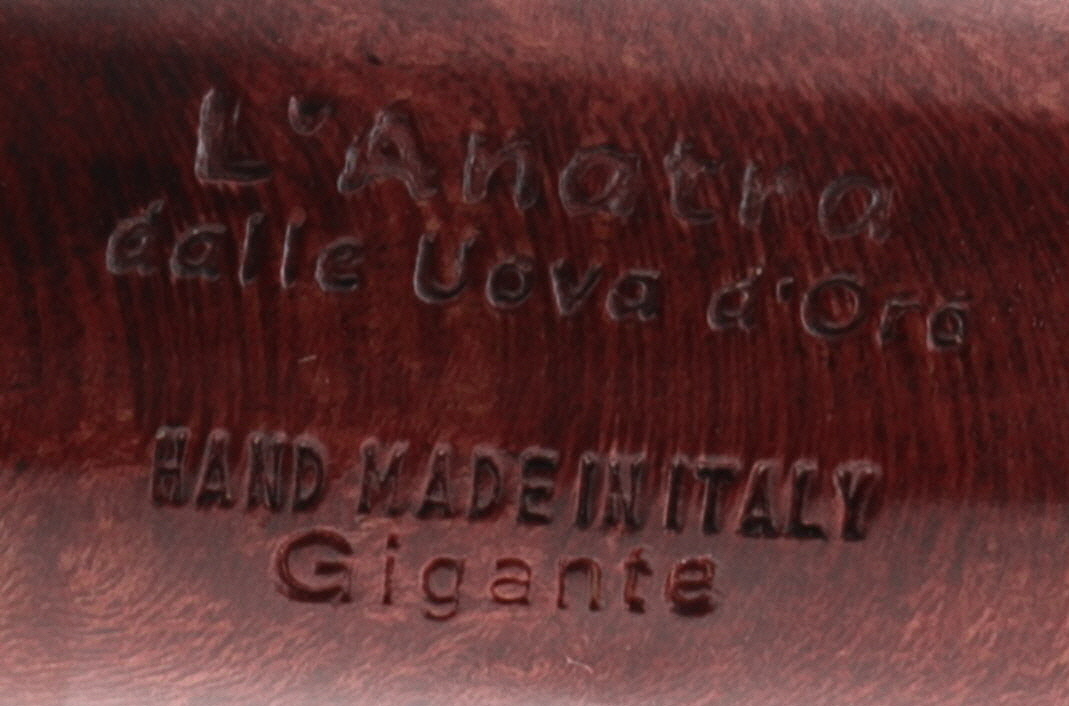 L'Anatra
dalle Uova d'Oro
HAND MADE IN ITALY
Gigante